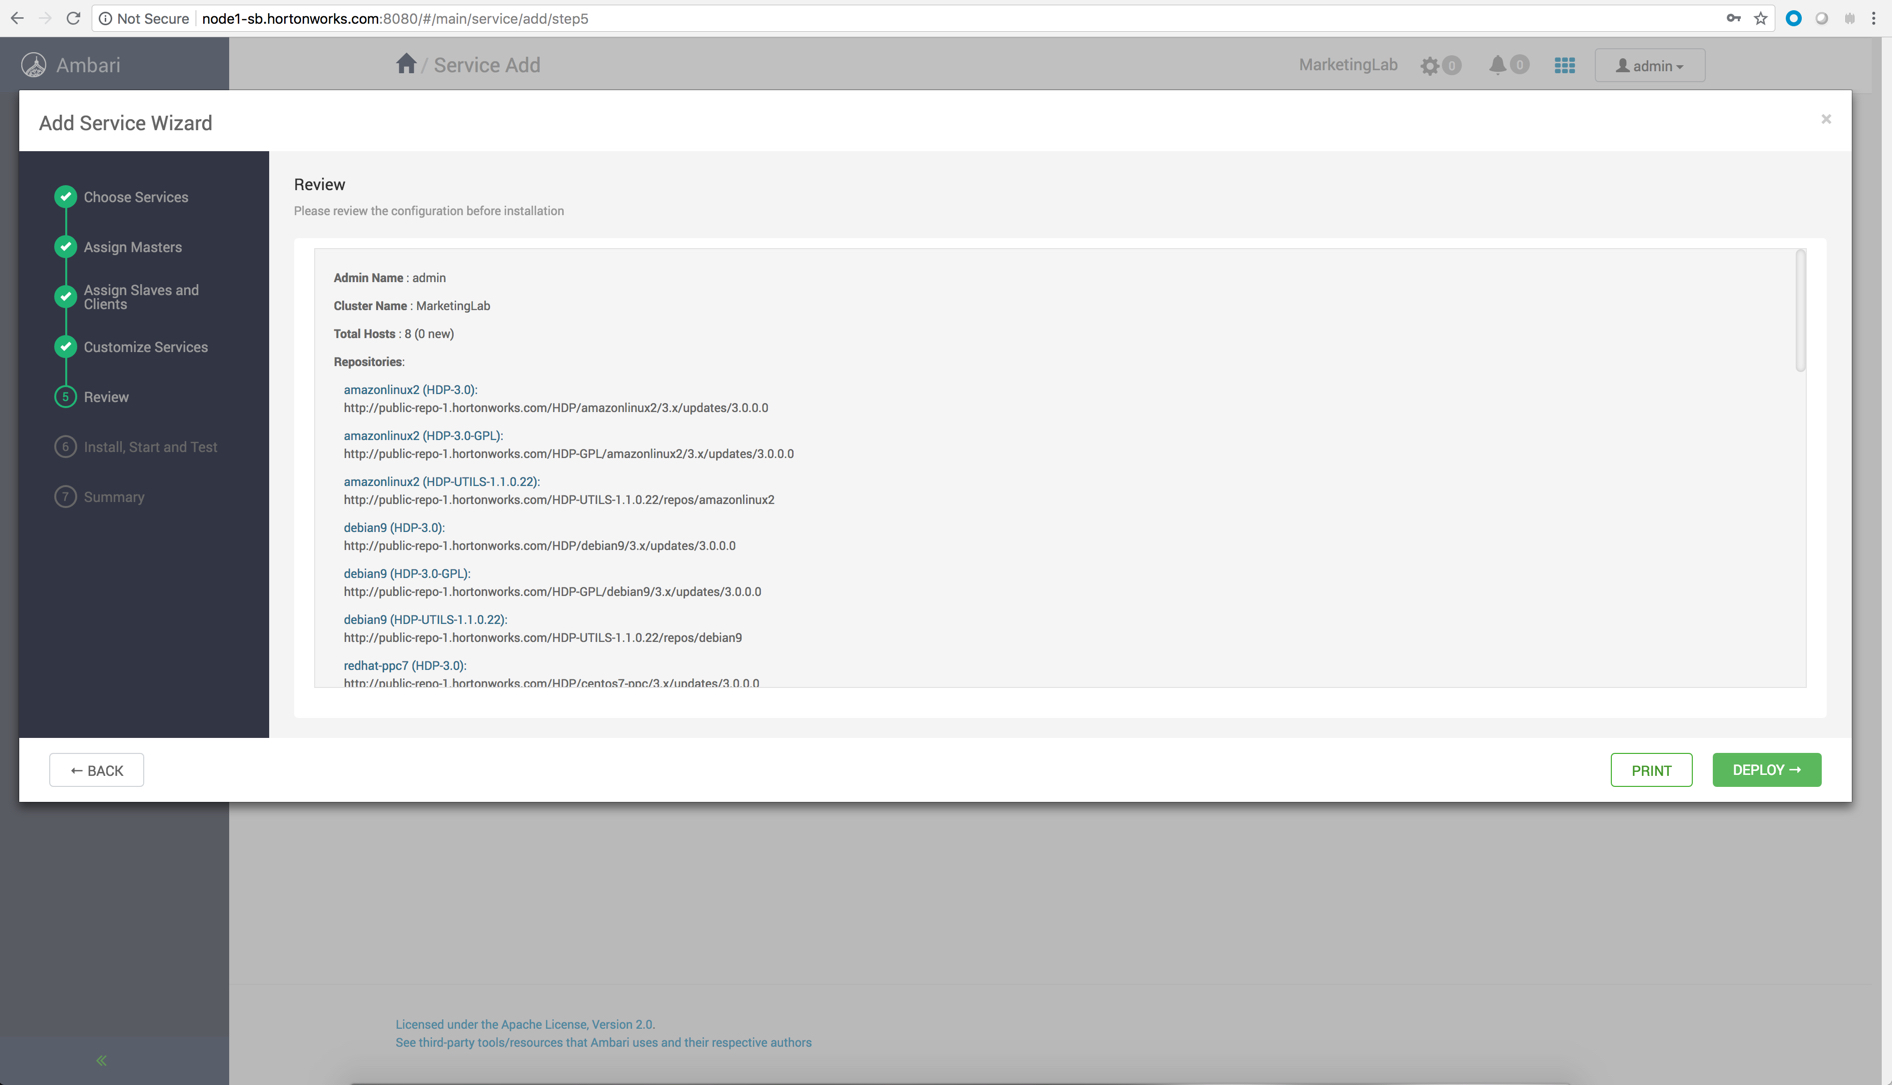 Not Secure node1-sb.hortonworks.com:8080/#/main/service/add/step5
Ambari
/ Service Add
MarketingLab
0
0
admin
Add Service Wizard
×
Choose Services
Assign Masters
Assign Slaves and
Clients
Customize Services
5 Review
6 Install, Start and Test
7 Summary
Review
Please review the configuration before installation
Admin Name : admin
Cluster Name : MarketingLab
Total Hosts : 8 (0 new)
Repositories:
amazonlinux2 (HDP-3.0):
http://public-repo-1.hortonworks.com/HDP/amazonlinux2/3.x/updates/3.0.0.0
amazonlinux2 (HDP-3.0-GPL):
http://public-repo-1.hortonworks.com/HDP-GPL/amazonlinux2/3.x/updates/3.0.0.0
amazonlinux2 (HDP-UTILS-1.1.0.22):
http://public-repo-1.hortonworks.com/HDP-UTILS-1.1.0.22/repos/amazonlinux2
debian9 (HDP-3.0):
http://public-repo-1.hortonworks.com/HDP/debian9/3.x/updates/3.0.0.0
debian9 (HDP-3.0-GPL):
http://public-repo-1.hortonworks.com/HDP-GPL/debian9/3.x/updates/3.0.0.0
debian9 (HDP-UTILS-1.1.0.22):
http://public-repo-1.hortonworks.com/HDP-UTILS-1.1.0.22/repos/debian9
redhat-ppc7 (HDP-3.0):
http://public-repo-1.hortonworks.com/HDP/centos7-ppc/3.x/updates/3.0.0.0
← BACK
PRINT
DEPLOY →
Licensed under the Apache License, Version 2.0.
See third-party tools/resources that Ambari uses and their respective authors
«